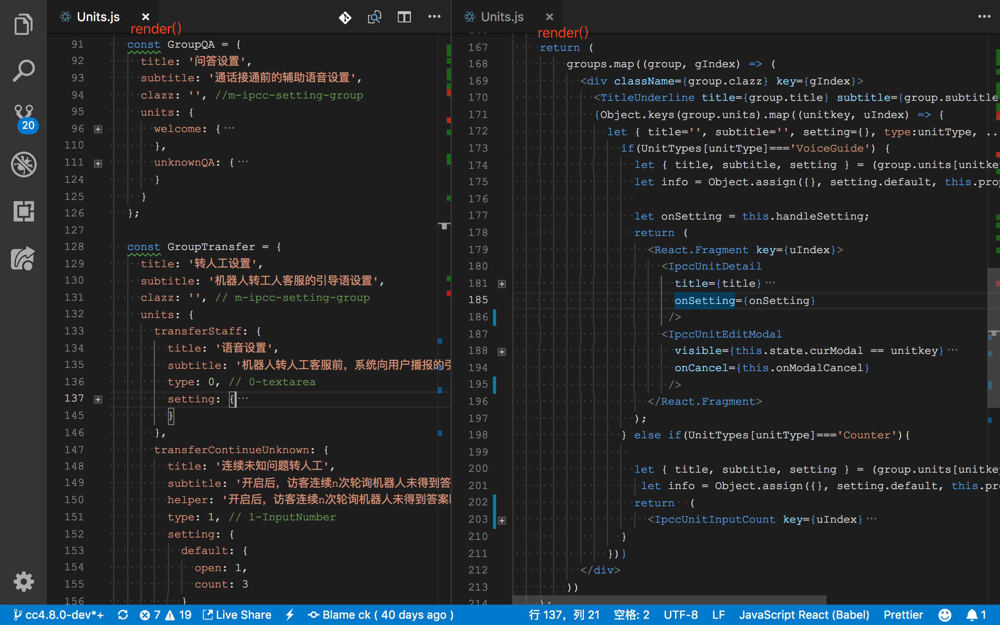 Units.js
render()
91 const GroupQA = {
92 title: '问答设置',
93 subtitle: '通话接通前的辅助语音设置',
94 clazz: '', //m-ipcc-setting-group
95 units: {
96 welcome: {
110 },
111 unknownQA: {
124 }
125 }
126 };
127
128 const GroupTransfer = {
129 title: '转人工设置',
130 subtitle: '机器人转工人客服的引导语设置',
131 clazz: '', // m-ipcc-setting-group
132 units: {
133 transferStaff: {
134 title: '语音设置',
135 subtitle: '机器人转人工客服前，系统向用户播报的引
136 type: 0, // 0-textarea
137 setting: {
145 }
146 },
147 transferContinueUnknown: {
148 title: '连续未知问题转人工',
149 subtitle: '开启后，访客连续n次轮询机器人未得到答
150 helper: '开启后，访客连续n次轮询机器人未得到答案
151 type: 1, // 1-InputNumber
152 setting: {
153 default: {
154 open: 1,
155 count: 3
156 }
Units.js
render()
167 return (
168 groups.map((group, gIndex) => (
169 <div className={group.clazz} key={gIndex}>
170 <TitleUnderline title={group.title} subtitle={group.subtitle
171 {Object.keys(group.units).map((unitkey, uIndex) => {
172 let { title='', subtitle='', setting={}, type:unitType, ..
173 if(UnitTypes[unitType]==='VoiceGuide') {
174 let { title, subtitle, setting } = (group.units[unitke
175 let info = Object.assign({}, setting.default, this.prop
176
177 let onSetting = this.handleSetting;
178 return (
179 <React.Fragment key={uIndex}>
180 <IpccUnitDetail
181 title={title}
185 onSetting={onSetting}
186 />
187 <IpccUnitEditModal
188 visible={this.state.curModal == unitkey}
194 onCancel={this.onModalCancel}
195 />
196 </React.Fragment>
197 );
198 } else if(UnitTypes[unitType]==='Counter'){
199
200 let { title, subtitle, setting } = (group.units[unitke
201 let info = Object.assign({}, setting.default, this.pr
202 return (
203 <IpccUnitInputCount key={uIndex}
210 }
211 })}
212 </div>
213 ))
214 );
20
cc4.8.0-dev*+ 7 19 Live Share Blame ck ( 40 days ago ) 行 137，列 21 空格: 2 UTF-8 LF JavaScript React (Babel) Prettier 1